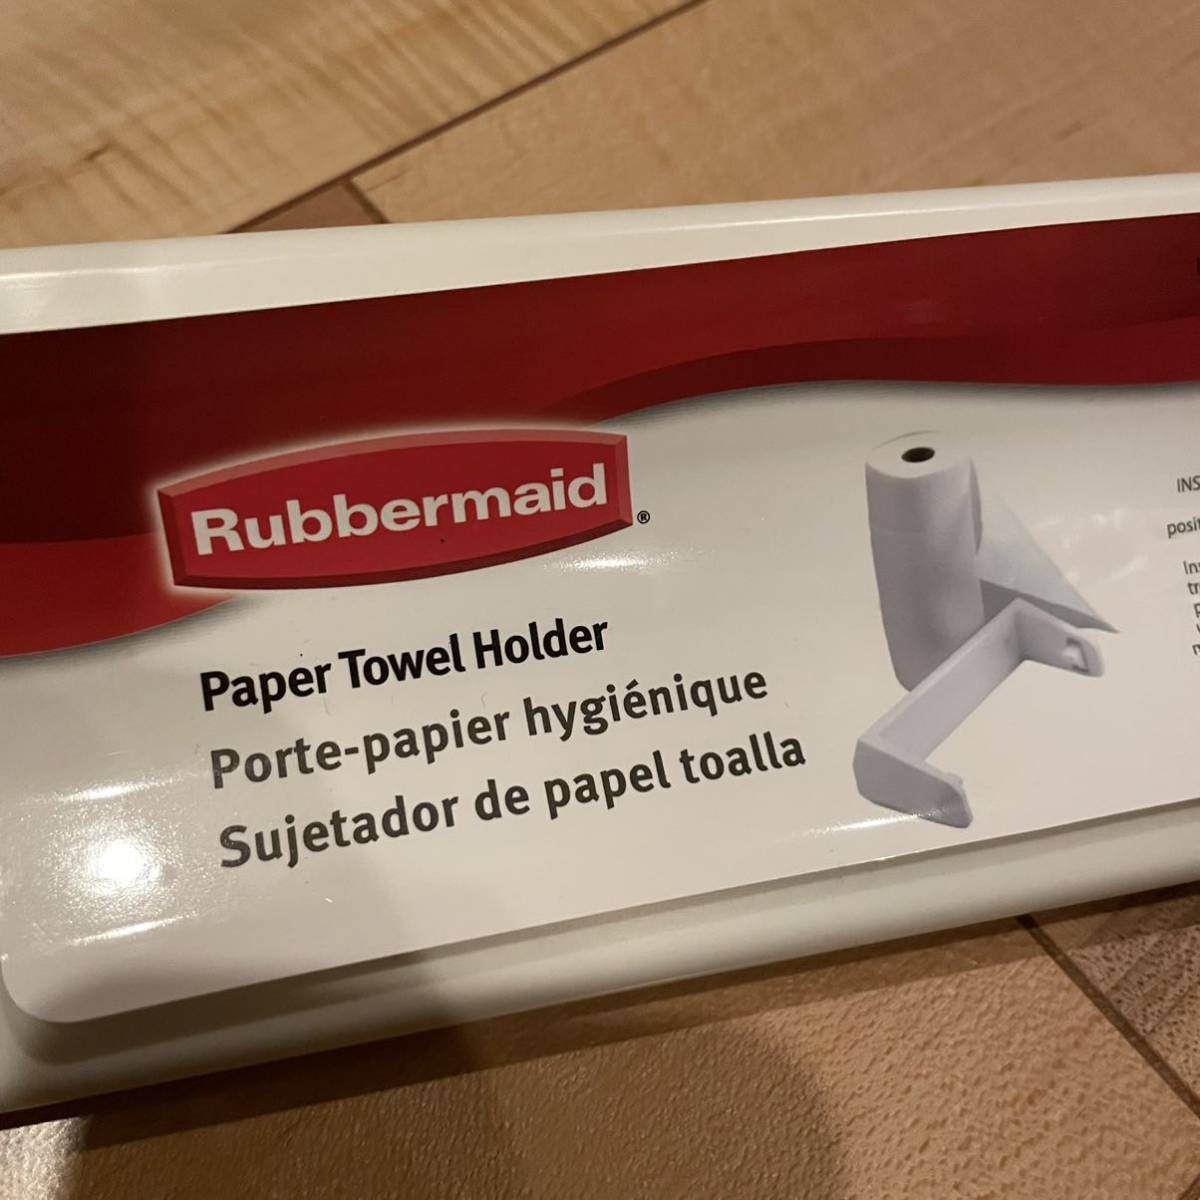 Rubbermaid®
Paper Towel Holder
Porte-papier hygiénique
Sujetador de papel toalla